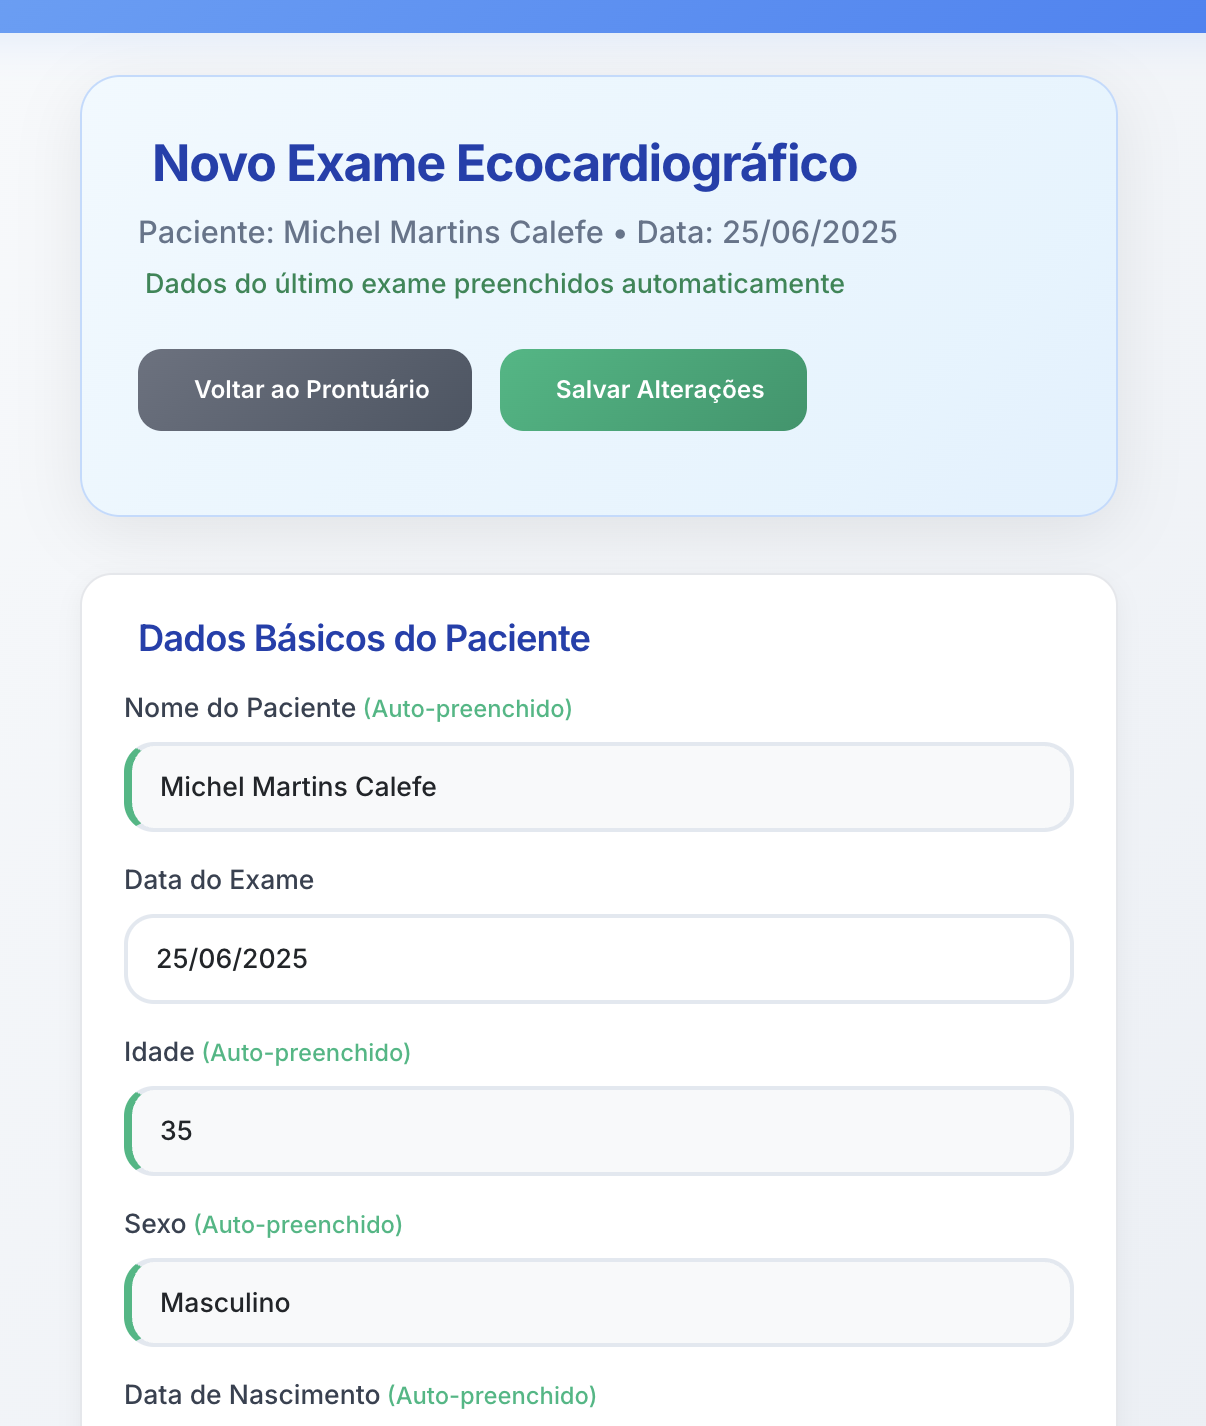 Novo Exame Ecocardiográfico
Paciente: Michel Martins Calefe • Data: 25/06/2025
Dados do último exame preenchidos automaticamente
Voltar ao Prontuário
Salvar Alterações
Dados Básicos do Paciente
Nome do Paciente (Auto-preenchido)
Michel Martins Calefe
Data do Exame
25/06/2025
Idade (Auto-preenchido)
35
Sexo (Auto-preenchido)
Masculino
Data de Nascimento (Auto-preenchido)